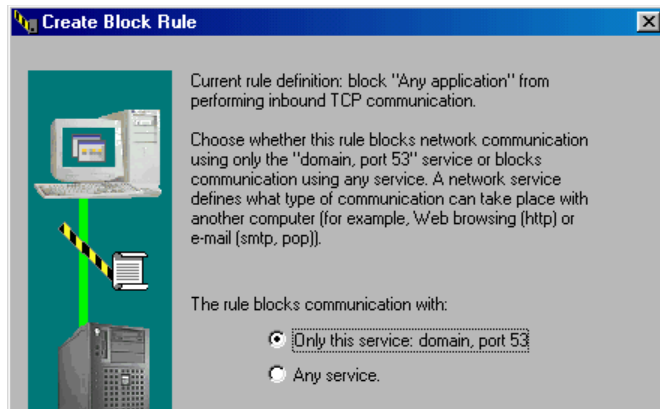 Create Block Rule
Current rule definition: block "Any application" from
performing inbound TCP communication.
Choose whether this rule blocks network communication
using only the "domain, port 53" service or blocks
communication using any service. A network service
defines what type of communication can take place with
another computer (for example, Web browsing (http) or
e-mail (smtp, pop)).
The rule blocks communication with:
Only this service: domain, port 53
Any service.